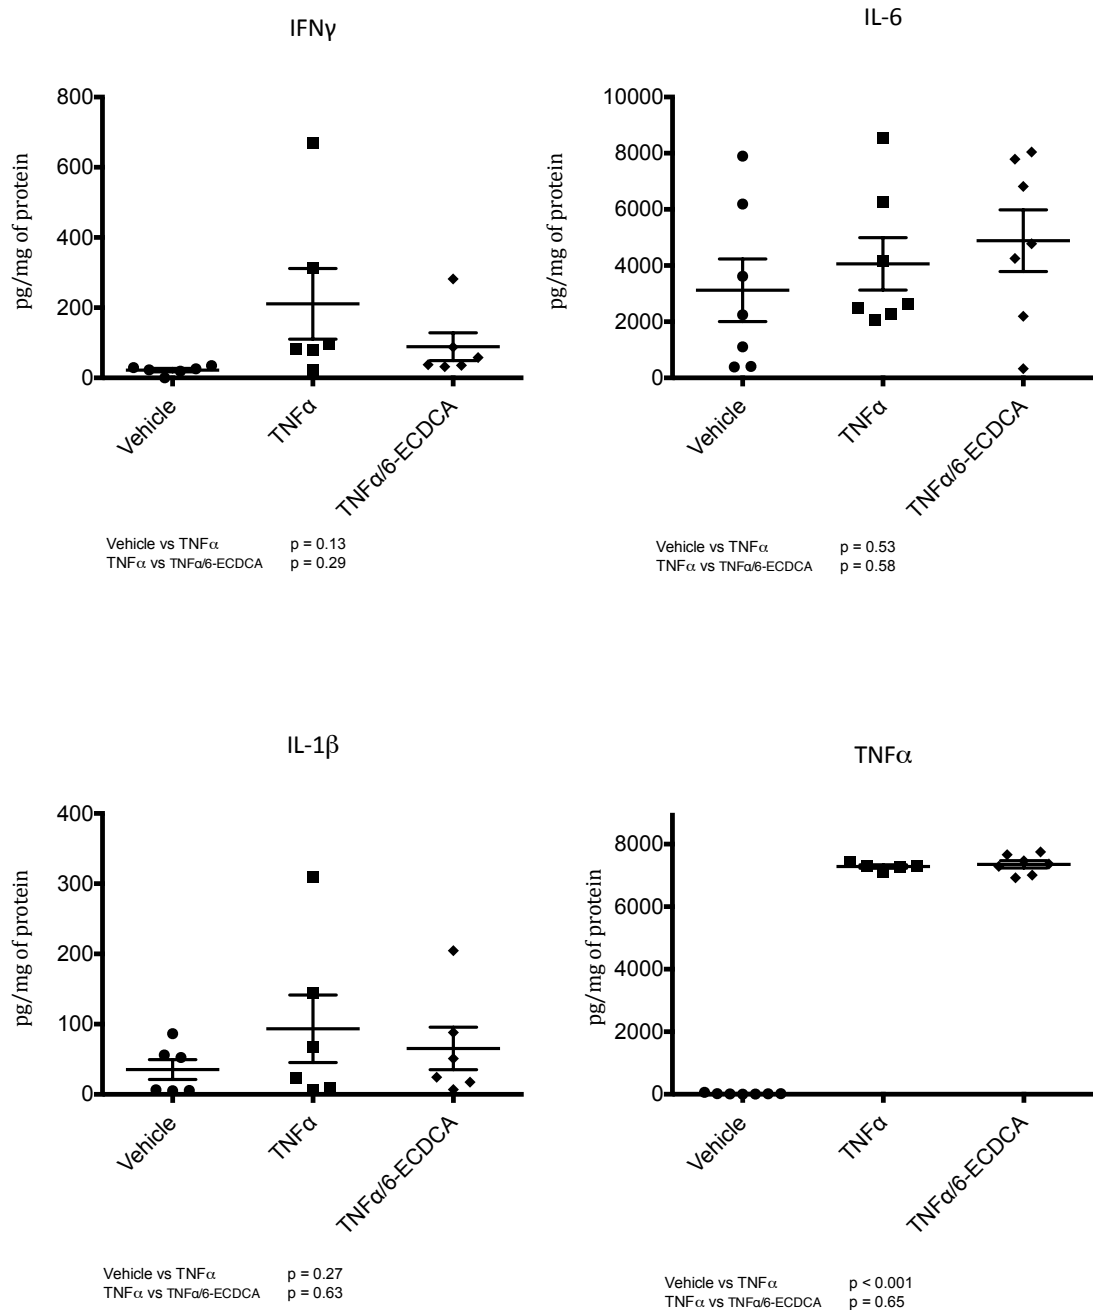 IFNγ
pg/mg of protein
800
600
400
200
0
Vehicle
TNFα
TNFα/6-ECDCA
Vehicle vs TNFα p = 0.13
TNFα vs TNFα/6-ECDCA p = 0.29
IL-6
pg/mg of protein
10000
8000
6000
4000
2000
0
Vehicle
TNFα
TNFα/6-ECDCA
Vehicle vs TNFα p = 0.53
TNFα vs TNFα/6-ECDCA p = 0.58
IL-1β
pg/mg of protein
400
300
200
100
0
Vehicle
TNFα
TNFα/6-ECDCA
Vehicle vs TNFα p = 0.27
TNFα vs TNFα/6-ECDCA p = 0.63
TNFα
pg/mg of protein
8000
6000
4000
2000
0
Vehicle
TNFα
TNFα/6-ECDCA
Vehicle vs TNFα p < 0.001
TNFα vs TNFα/6-ECDCA p = 0.65